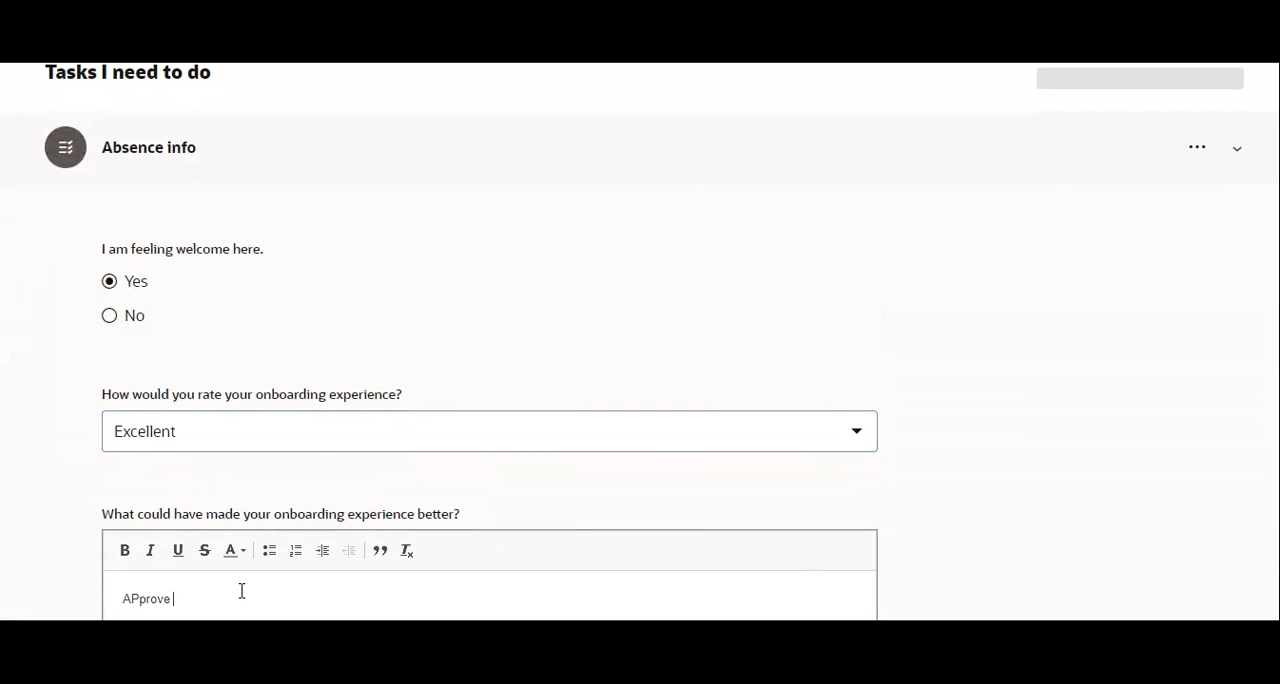 Tasks I need to do
Absence info
I am feeling welcome here.
Yes
No
How would you rate your onboarding experience?
Excellent
What could have made your onboarding experience better?
B I U S A
APprove